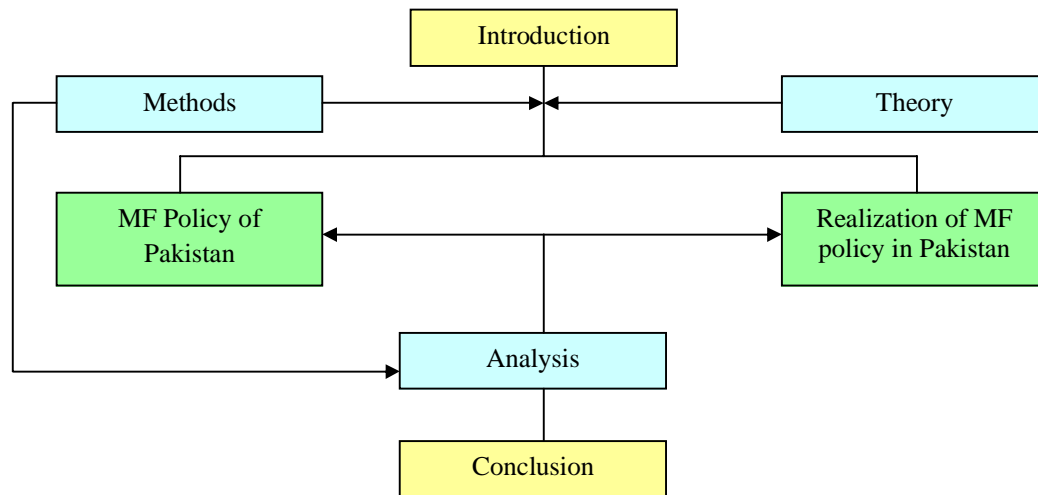 Introduction
Methods
Theory
MF Policy of
Pakistan
Realization of MF
policy in Pakistan
Analysis
Conclusion